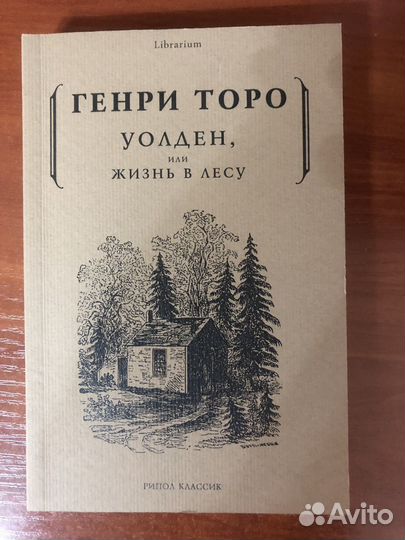 Librarium
ГЕНРИ ТОРО
УОЛДЕН,
ИЛИ
ЖИЗНЬ В ЛЕСУ
РИПОЛ КЛАССИК
Avito